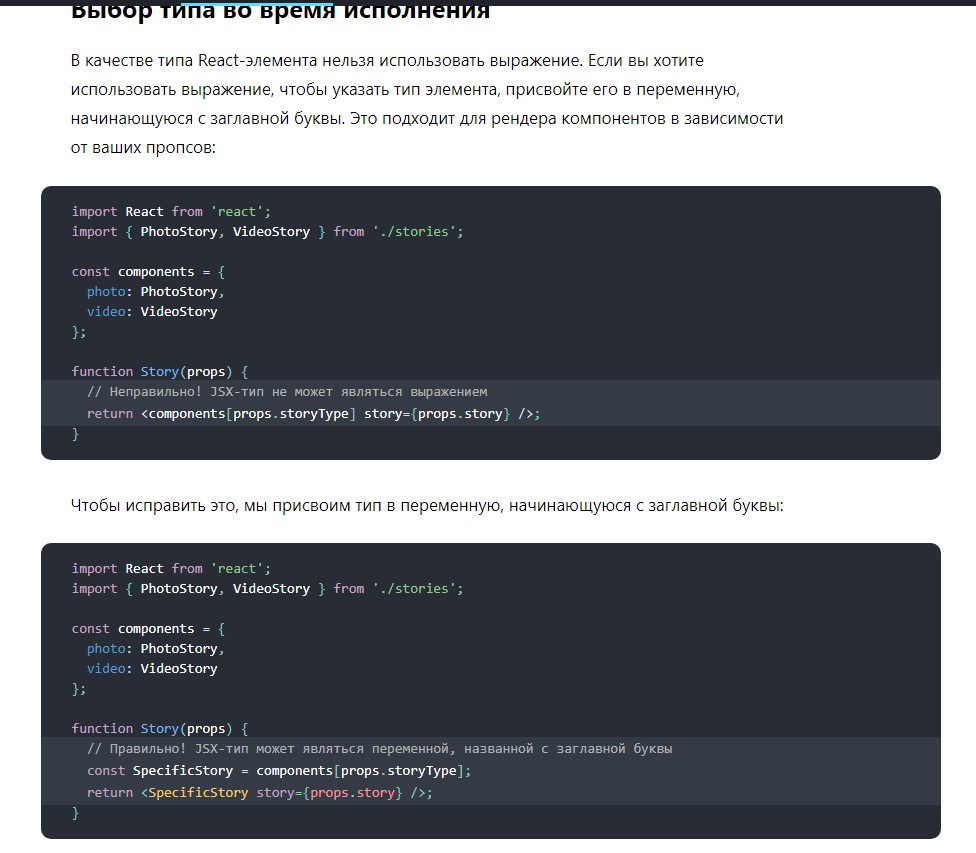 Выбор типа во время исполнения
В качестве типа React-элемента нельзя использовать выражение. Если вы хотите
использовать выражение, чтобы указать тип элемента, присвойте его в переменную,
начинающуюся с заглавной буквы. Это подходит для рендера компонентов в зависимости
от ваших пропсов:
import React from 'react';
import { PhotoStory, VideoStory } from './stories';
const components = {
  photo: PhotoStory,
  video: VideoStory
};
function Story(props) {
  // Неправильно! JSX-тип не может являться выражением
  return <components[props.storyType] story={props.story} />;
}
Чтобы исправить это, мы присвоим тип в переменную, начинающуюся с заглавной буквы:
import React from 'react';
import { PhotoStory, VideoStory } from './stories';
const components = {
  photo: PhotoStory,
  video: VideoStory
};
function Story(props) {
  // Правильно! JSX-тип может являться переменной, названной с заглавной буквы
  const SpecificStory = components[props.storyType];
  return <SpecificStory story={props.story} />;
}